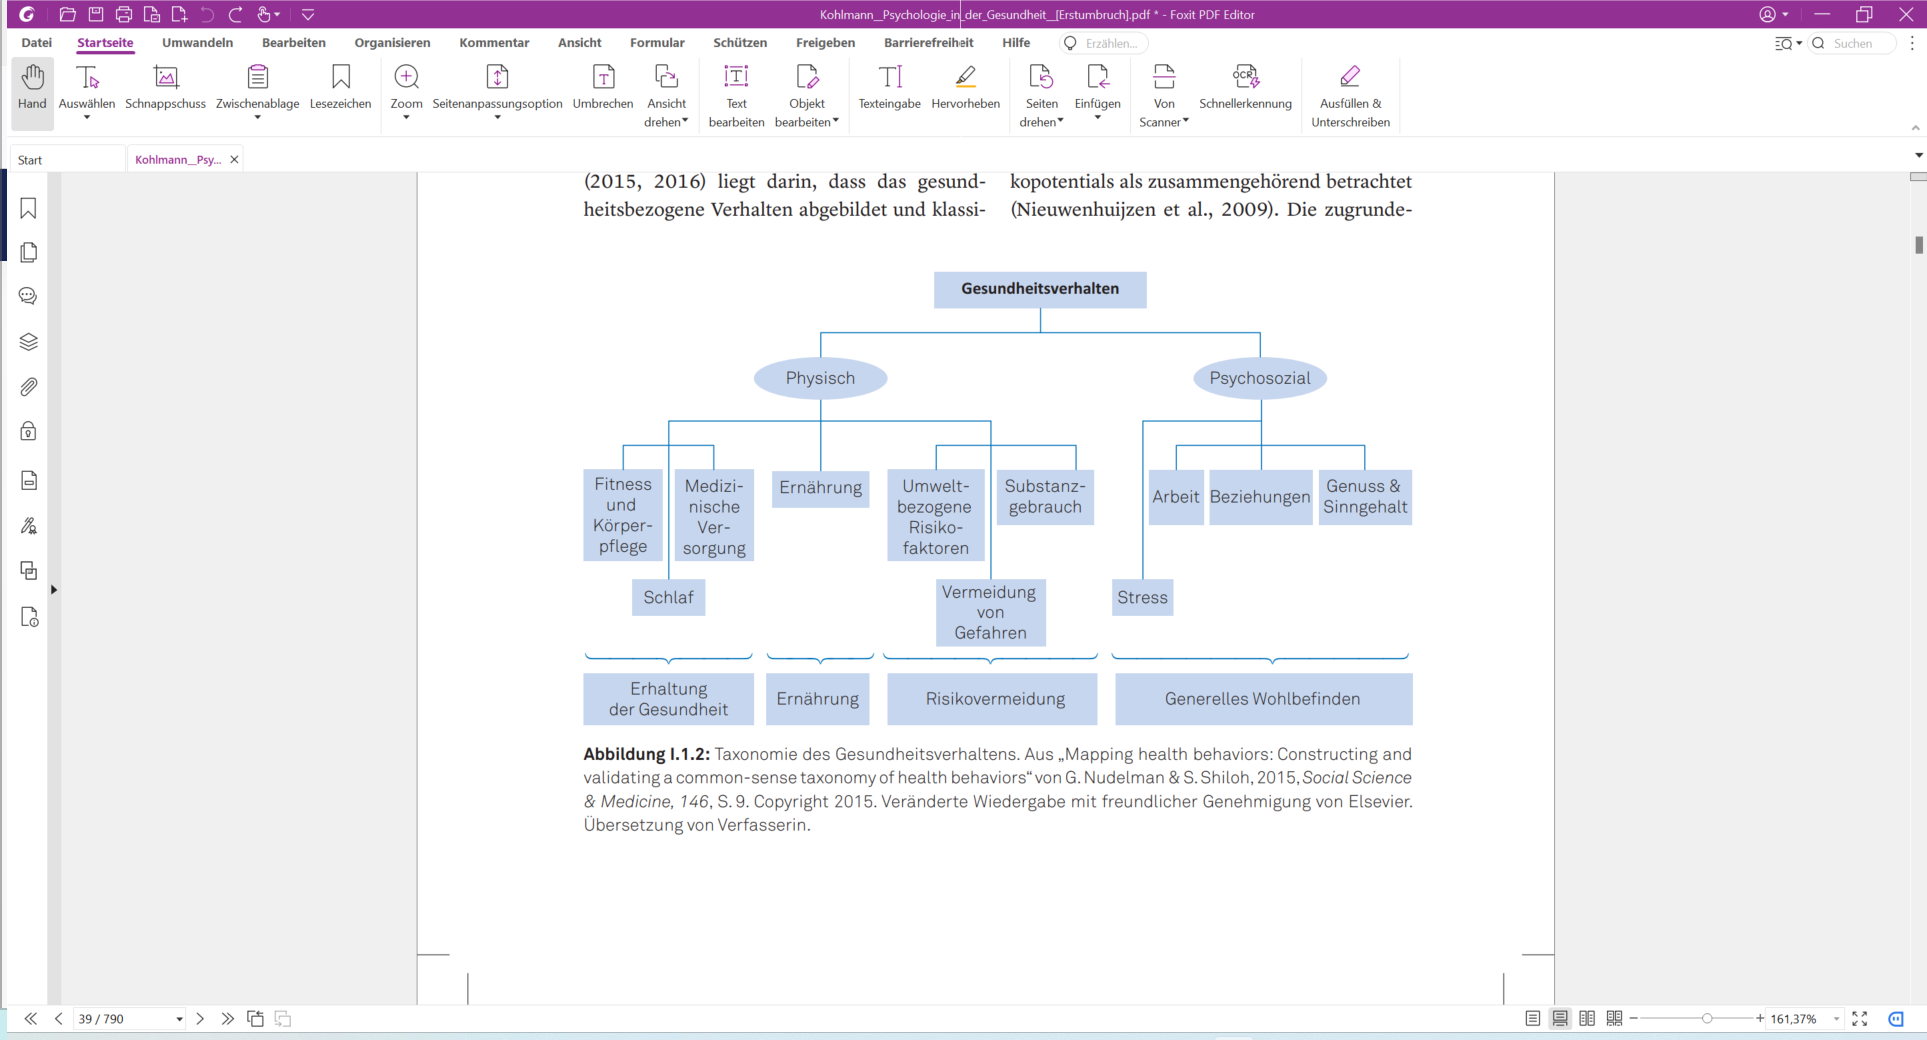 Kohlmann__Psychologie_in_der_Gesundheit__[Erstumbruch].pdf * - Foxit PDF Editor
Datei Startseite Umwandeln Bearbeiten Organisieren Kommentar Ansicht Formular Schützen Freigeben Barrierefreiheit Hilfe Erzählen... Suchen
Hand Auswählen Schnappschuss Zwischenablage Lesezeichen Zoom Seitenanpassungsoption Umbrechen Ansicht drehen Text bearbeiten Objekt bearbeiten Texteingabe Hervorheben Seiten drehen Einfügen Von Scanner Schnellerkennung Ausfüllen & Unterschreiben
Start Kohlmann__Psy...
(2015, 2016) liegt darin, dass das gesund-
heitsbezogene Verhalten abgebildet und klassi-
kopotentials als zusammengehörend betrachtet
(Nieuwenhuijzen et al., 2009). Die zugrunde-
Gesundheitsverhalten
Physisch
Psychosozial
Fitness
und
Körper-
pflege
Medizi-
nische
Ver-
sorgung
Ernährung
Umwelt-
bezogene
Risiko-
faktoren
Substanz-
gebrauch
Arbeit
Beziehungen
Genuss &
Sinngehalt
Schlaf
Vermeidung
von
Gefahren
Stress
Erhaltung
der Gesundheit
Ernährung
Risikovermeidung
Generelles Wohlbefinden
Abbildung I.1.2: Taxonomie des Gesundheitsverhaltens. Aus „Mapping health behaviors: Constructing and
validating a common-sense taxonomy of health behaviors“ von G. Nudelman & S. Shiloh, 2015, Social Science
& Medicine, 146, S. 9. Copyright 2015. Veränderte Wiedergabe mit freundlicher Genehmigung von Elsevier.
Übersetzung von Verfasserin.
39 / 790
161,37%